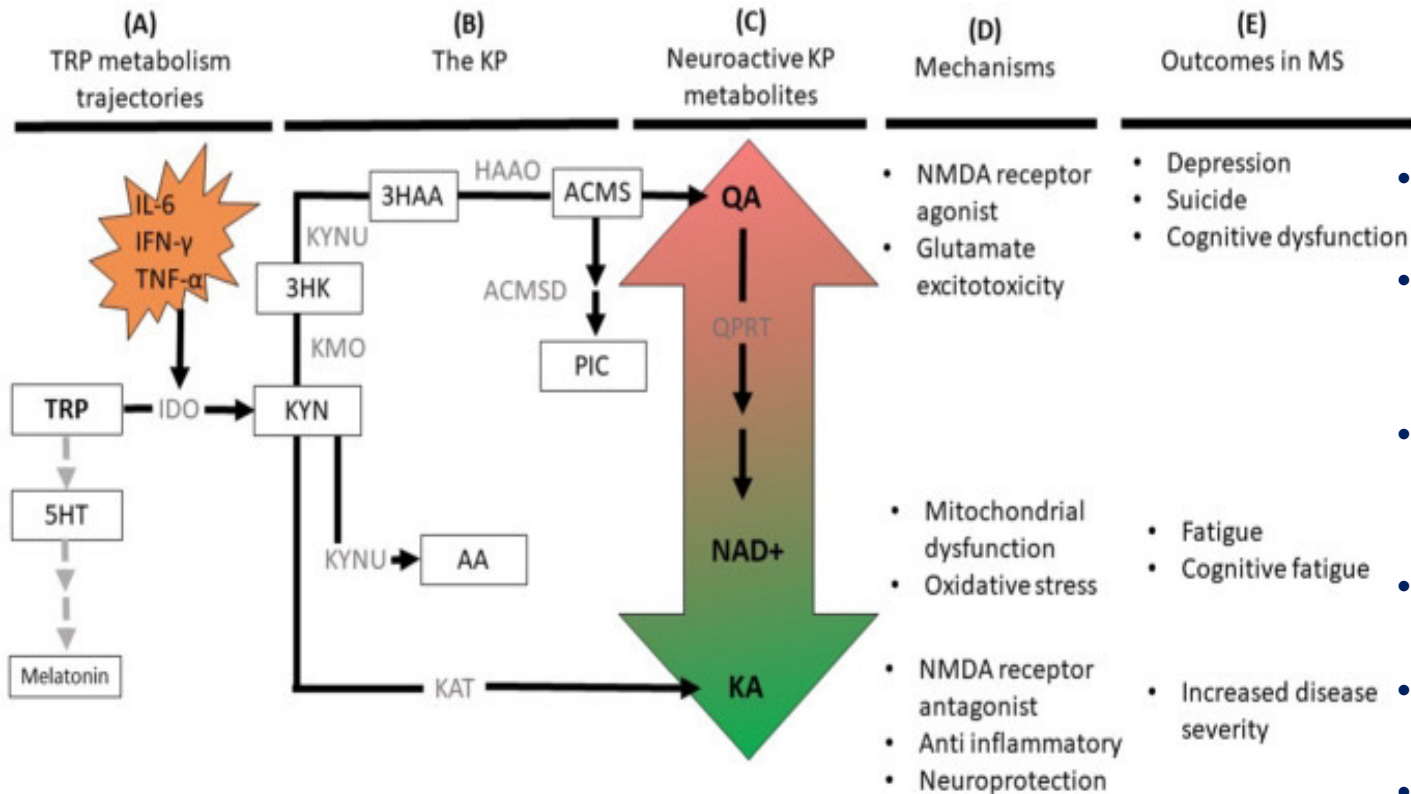 (A)
TRP metabolism
trajectories
(B)
The KP
(C)
Neuroactive KP
metabolites
(D)
Mechanisms
(E)
Outcomes in MS
IL-6
IFN-γ
TNF-α
TRP
IDO
5HT
Melatonin
3HAA
HAAO
ACMS
KYNU
3HK
ACMSD
KMO
PIC
KYN
KYNU
AA
KAT
QA
QPRT
NAD+
KA
• NMDA receptor
agonist
• Glutamate
excitotoxicity
• Mitochondrial
dysfunction
• Oxidative stress
• NMDA receptor
antagonist
• Anti inflammatory
• Neuroprotection
• Depression
• Suicide
• Cognitive dysfunction
• Fatigue
• Cognitive fatigue
• Increased disease
severity